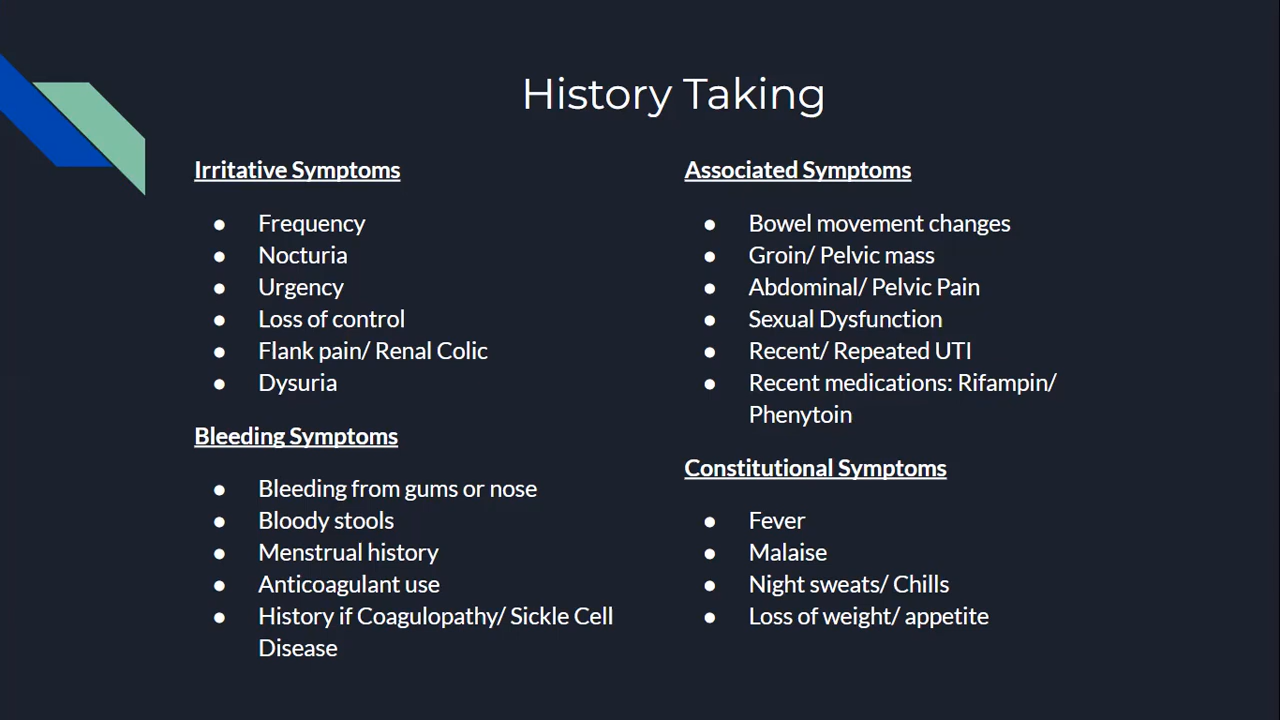 History Taking
Irritative Symptoms
● Frequency
● Nocturia
● Urgency
● Loss of control
● Flank pain/ Renal Colic
● Dysuria
Bleeding Symptoms
● Bleeding from gums or nose
● Bloody stools
● Menstrual history
● Anticoagulant use
● History if Coagulopathy/ Sickle Cell
Disease
Associated Symptoms
● Bowel movement changes
● Groin/ Pelvic mass
● Abdominal/ Pelvic Pain
● Sexual Dysfunction
● Recent/ Repeated UTI
● Recent medications: Rifampin/
Phenytoin
Constitutional Symptoms
● Fever
● Malaise
● Night sweats/ Chills
● Loss of weight/ appetite